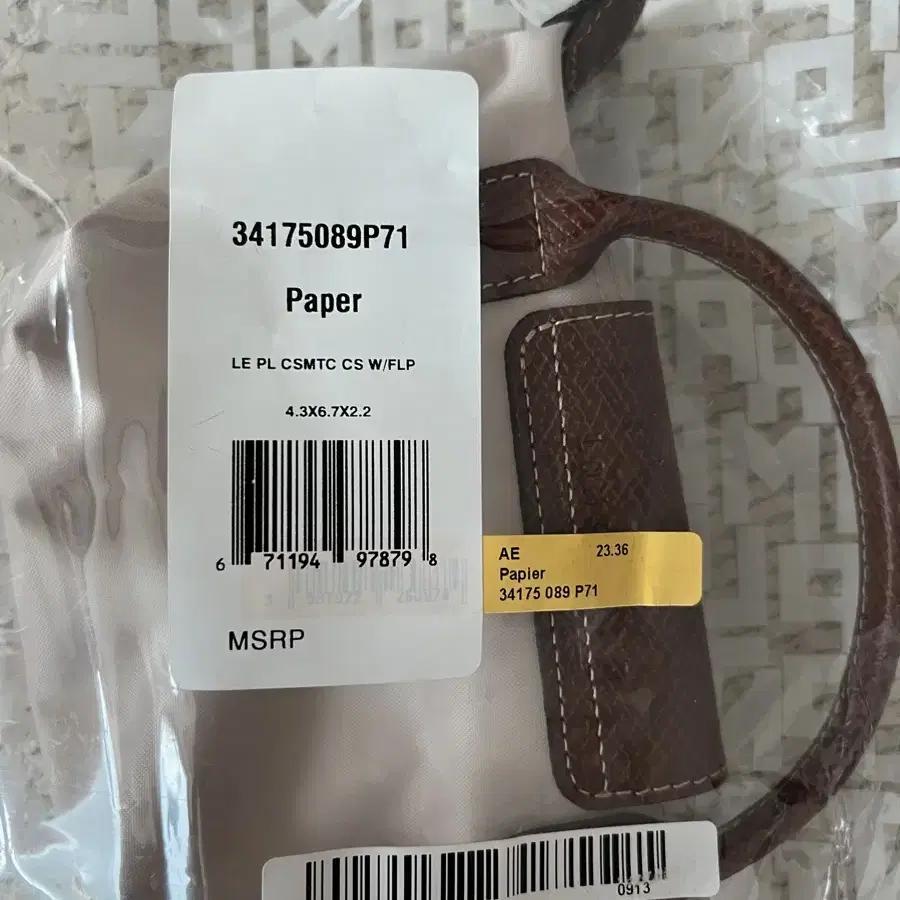 34175089P71
Paper
LE PL CSMTC CS W/FLP
4.3X6.7X2.2
6 71194 97879 8
MSRP
AE 23.36
Papier
34175 089 P71
0913